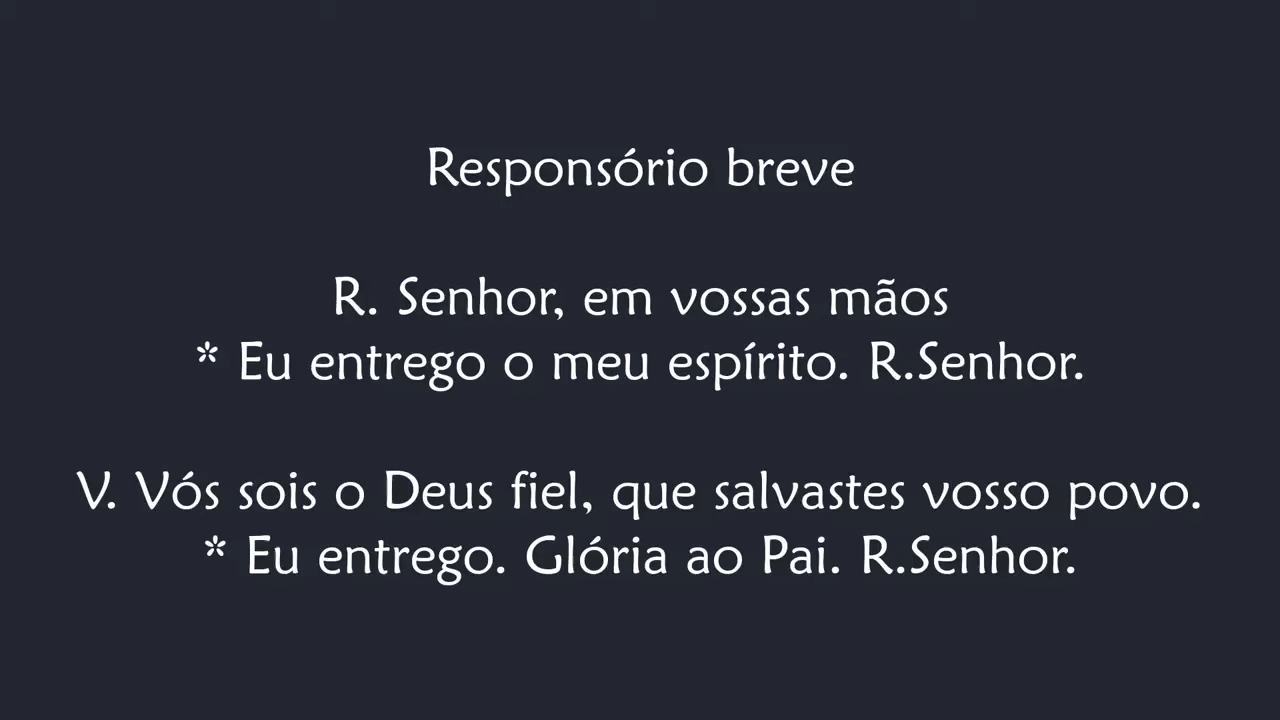 Responsório breve
R. Senhor, em vossas mãos
* Eu entrego o meu espírito. R.Senhor.
V. Vós sois o Deus fiel, que salvastes vosso povo.
* Eu entrego. Glória ao Pai. R.Senhor.